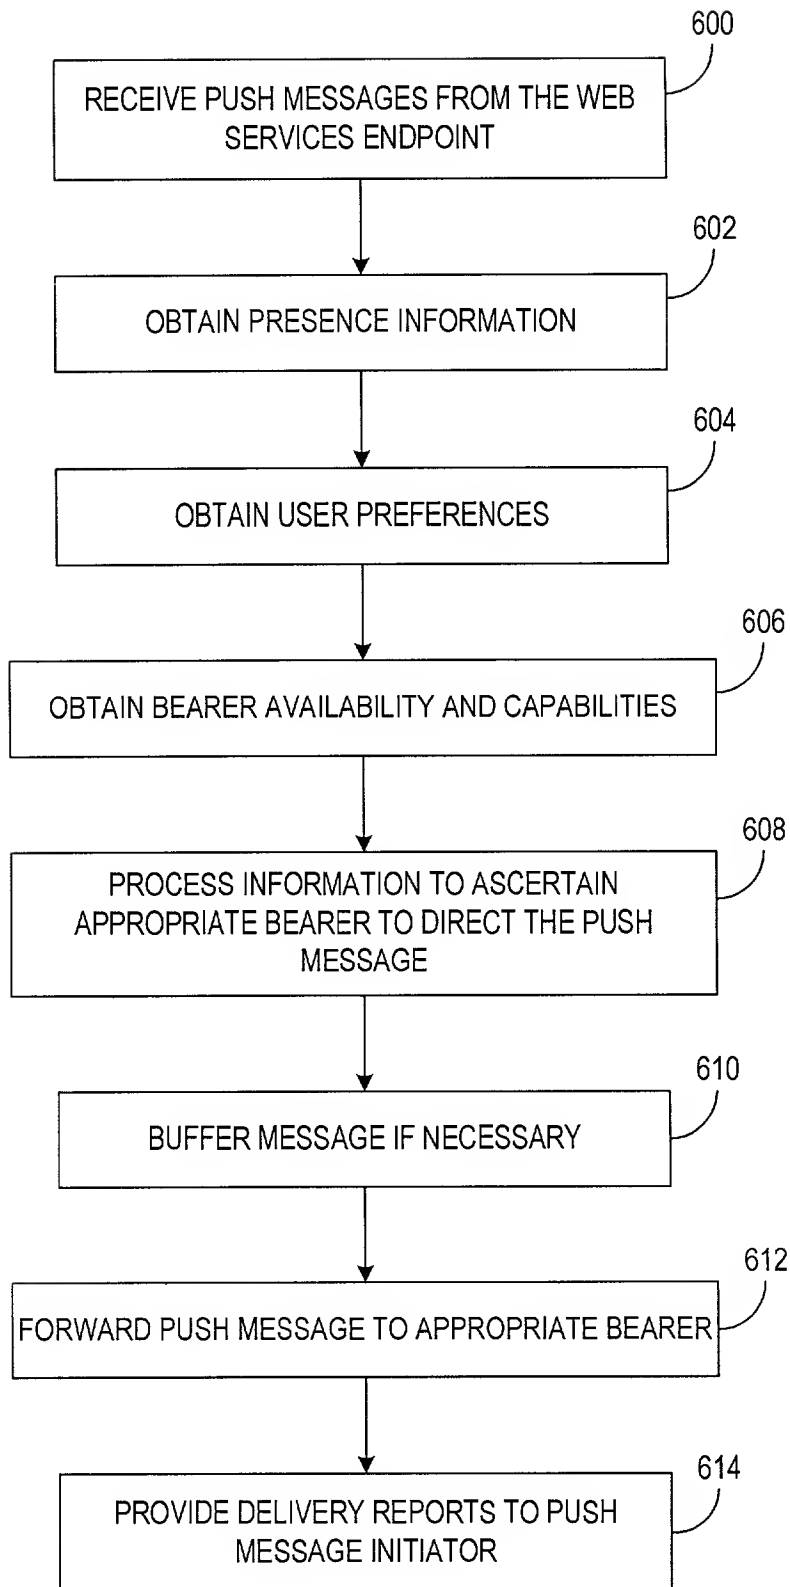 600
RECEIVE PUSH MESSAGES FROM THE WEB
SERVICES ENDPOINT
602
OBTAIN PRESENCE INFORMATION
604
OBTAIN USER PREFERENCES
606
OBTAIN BEARER AVAILABILITY AND CAPABILITIES
608
PROCESS INFORMATION TO ASCERTAIN
APPROPRIATE BEARER TO DIRECT THE PUSH
MESSAGE
610
BUFFER MESSAGE IF NECESSARY
612
FORWARD PUSH MESSAGE TO APPROPRIATE BEARER
614
PROVIDE DELIVERY REPORTS TO PUSH
MESSAGE INITIATOR